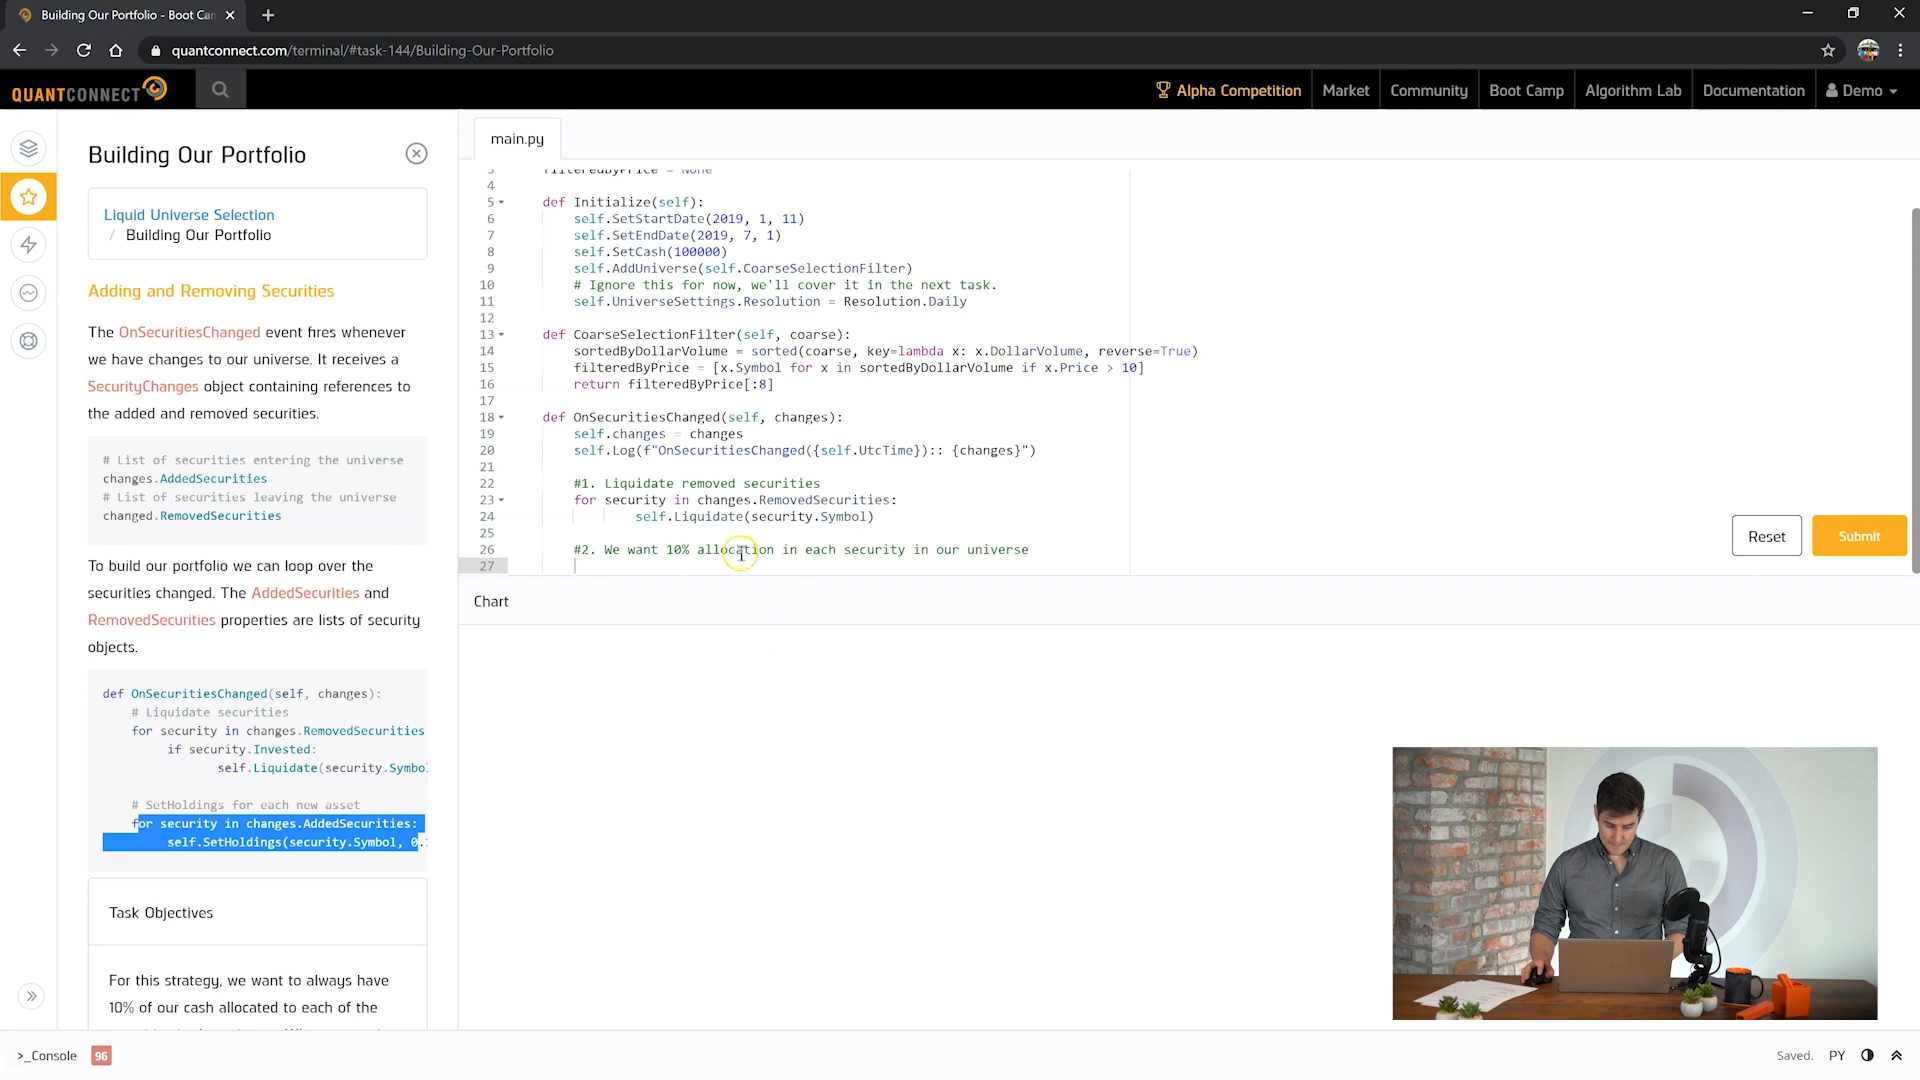 Building Our Portfolio - Boot Car
quantconnect.com/terminal/#task-144/Building-Our-Portfolio
QUANTCONNECT
Alpha Competition
Market
Community
Boot Camp
Algorithm Lab
Documentation
Demo
Building Our Portfolio
Liquid Universe Selection
/ Building Our Portfolio
Adding and Removing Securities
The OnSecuritiesChanged event fires whenever
we have changes to our universe. It receives a
SecurityChanges object containing references to
the added and removed securities.
# List of securities entering the universe
changes.AddedSecurities
# List of securities leaving the universe
changed.RemovedSecurities
To build our portfolio we can loop over the
securities changed. The AddedSecurities and
RemovedSecurities properties are lists of security
objects.
def OnSecuritiesChanged(self, changes):
# Liquidate securities
for security in changes.RemovedSecurities
if security.Invested:
self.Liquidate(security.Symbol
# SetHoldings for each new asset
for security in changes.AddedSecurities:
self.SetHoldings(security.Symbol, 0.1
Task Objectives
For this strategy, we want to always have
10% of our cash allocated to each of the
main.py
3 filteredByPrice = None
4
5 def Initialize(self):
6 self.SetStartDate(2019, 1, 11)
7 self.SetEndDate(2019, 7, 1)
8 self.SetCash(100000)
9 self.AddUniverse(self.CoarseSelectionFilter)
10 # Ignore this for now, we'll cover it in the next task.
11 self.UniverseSettings.Resolution = Resolution.Daily
12
13 def CoarseSelectionFilter(self, coarse):
14 sortedByDollarVolume = sorted(coarse, key=lambda x: x.DollarVolume, reverse=True)
15 filteredByPrice = [x.Symbol for x in sortedByDollarVolume if x.Price > 10]
16 return filteredByPrice[:8]
17
18 def OnSecuritiesChanged(self, changes):
19 self.changes = changes
20 self.Log(f"OnSecuritiesChanged({self.UtcTime}):: {changes}")
21
22 #1. Liquidate removed securities
23 for security in changes.RemovedSecurities:
24 self.Liquidate(security.Symbol)
25
26 #2. We want 10% allocation in each security in our universe
27
Reset
Submit
Chart
>_Console 96
Saved. PY